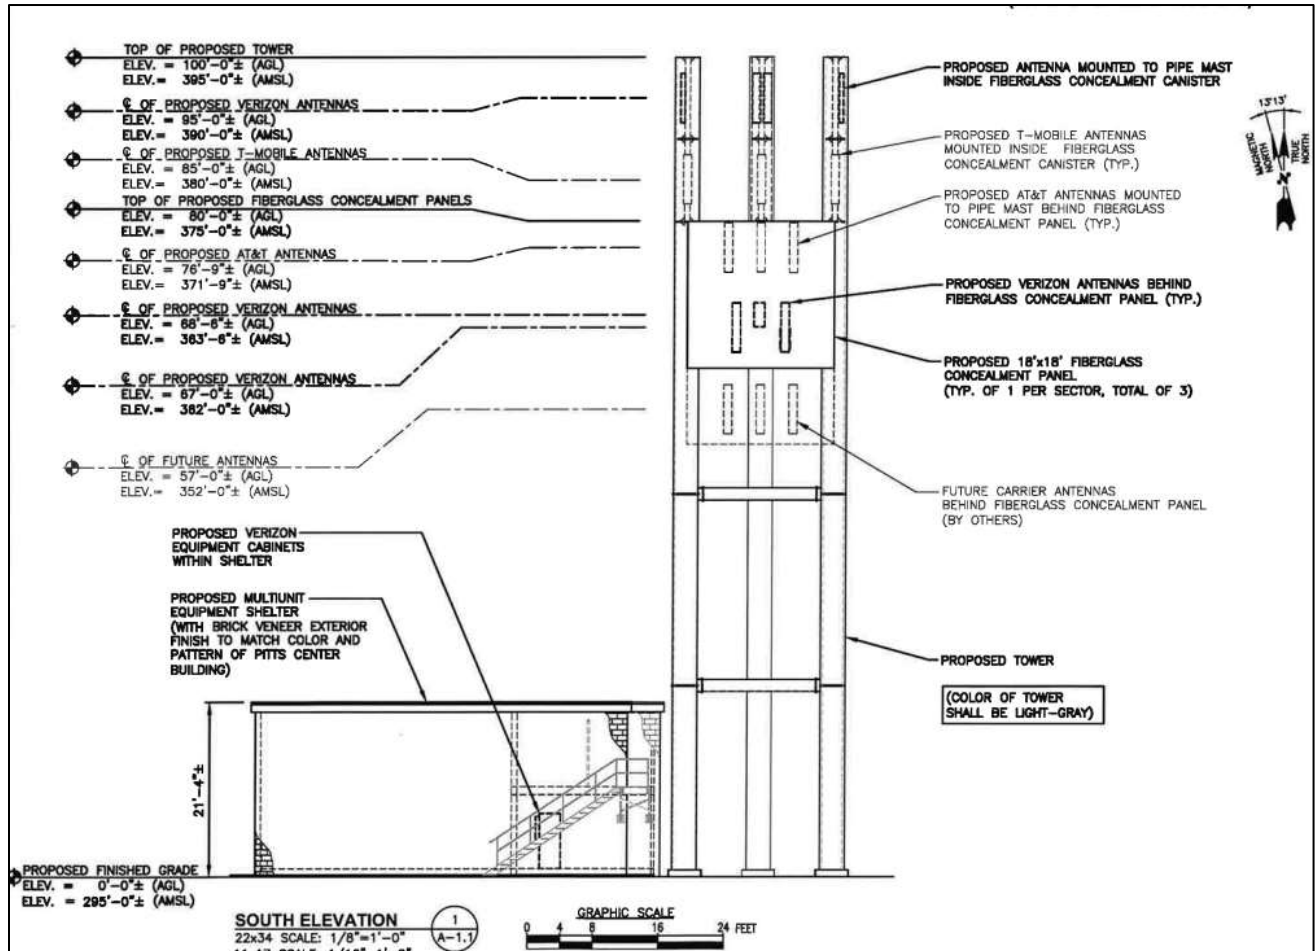 TOP OF PROPOSED TOWER
ELEV. = 100'-0"± (AGL)
ELEV.= 395'-0"± (AMSL)
℄ OF PROPOSED VERIZON ANTENNAS
ELEV. = 95'-0"± (AGL)
ELEV.= 390'-0"± (AMSL)
℄ OF PROPOSED T-MOBILE ANTENNAS
ELEV. = 85'-0"± (AGL)
ELEV.= 380'-0"± (AMSL)
TOP OF PROPOSED FIBERGLASS CONCEALMENT PANELS
ELEV. = 80'-0"± (AGL)
ELEV.= 375'-0"± (AMSL)
℄ OF PROPOSED AT&T ANTENNAS
ELEV. = 76'-9"± (AGL)
ELEV.= 371'-9"± (AMSL)
℄ OF PROPOSED VERIZON ANTENNAS
ELEV. = 68'-6"± (AGL)
ELEV.= 363'-6"± (AMSL)
℄ OF PROPOSED VERIZON ANTENNAS
ELEV. = 67'-0"± (AGL)
ELEV.= 362'-0"± (AMSL)
℄ OF FUTURE ANTENNAS
ELEV. = 57'-0"± (AGL)
ELEV.= 352'-0"± (AMSL)
PROPOSED VERIZON
EQUIPMENT CABINETS
WITHIN SHELTER
PROPOSED MULTIUNIT
EQUIPMENT SHELTER
(WITH BRICK VENEER EXTERIOR
FINISH TO MATCH COLOR AND
PATTERN OF PITTS CENTER
BUILDING)
21'-4"±
PROPOSED FINISHED GRADE
ELEV. = 0'-0"± (AGL)
ELEV. = 295'-0"± (AMSL)
PROPOSED ANTENNA MOUNTED TO PIPE MAST
INSIDE FIBERGLASS CONCEALMENT CANISTER
PROPOSED T-MOBILE ANTENNAS
MOUNTED INSIDE FIBERGLASS
CONCEALMENT CANISTER (TYP.)
PROPOSED AT&T ANTENNAS MOUNTED
TO PIPE MAST BEHIND FIBERGLASS
CONCEALMENT PANEL (TYP.)
PROPOSED VERIZON ANTENNAS BEHIND
FIBERGLASS CONCEALMENT PANEL (TYP.)
PROPOSED 18'x18' FIBERGLASS
CONCEALMENT PANEL
(TYP. OF 1 PER SECTOR, TOTAL OF 3)
FUTURE CARRIER ANTENNAS
BEHIND FIBERGLASS CONCEALMENT PANEL
(BY OTHERS)
PROPOSED TOWER
(COLOR OF TOWER
SHALL BE LIGHT-GRAY)
13°13'
MAGNETIC
NORTH
TRUE
NORTH
SOUTH ELEVATION
1
A-1.1
22x34 SCALE: 1/8"=1'-0"
GRAPHIC SCALE
0 4 8 16 24 FEET